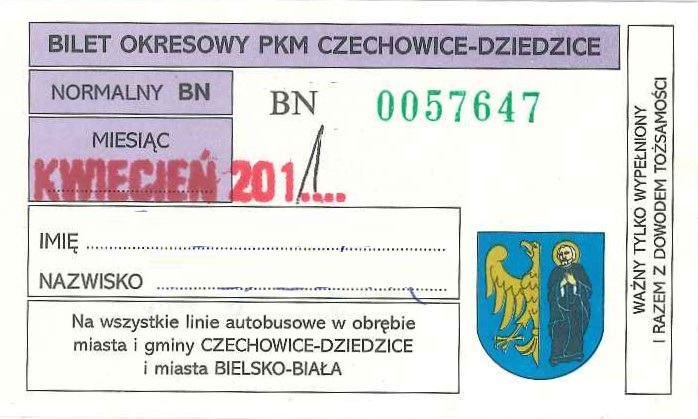 BILET OKRESOWY PKM CZECHOWICE-DZIEDZICE
NORMALNY BN
BN 0057647
MIESIĄC
KWIECIEŃ 201....
IMIĘ
NAZWISKO
Na wszystkie linie autobusowe w obrębie
miasta i gminy CZECHOWICE-DZIEDZICE
i miasta BIELSKO-BIAŁA
WAŻNY TYLKO WYPEŁNIONY
I RAZEM Z DOWODEM TOŻSAMOŚCI